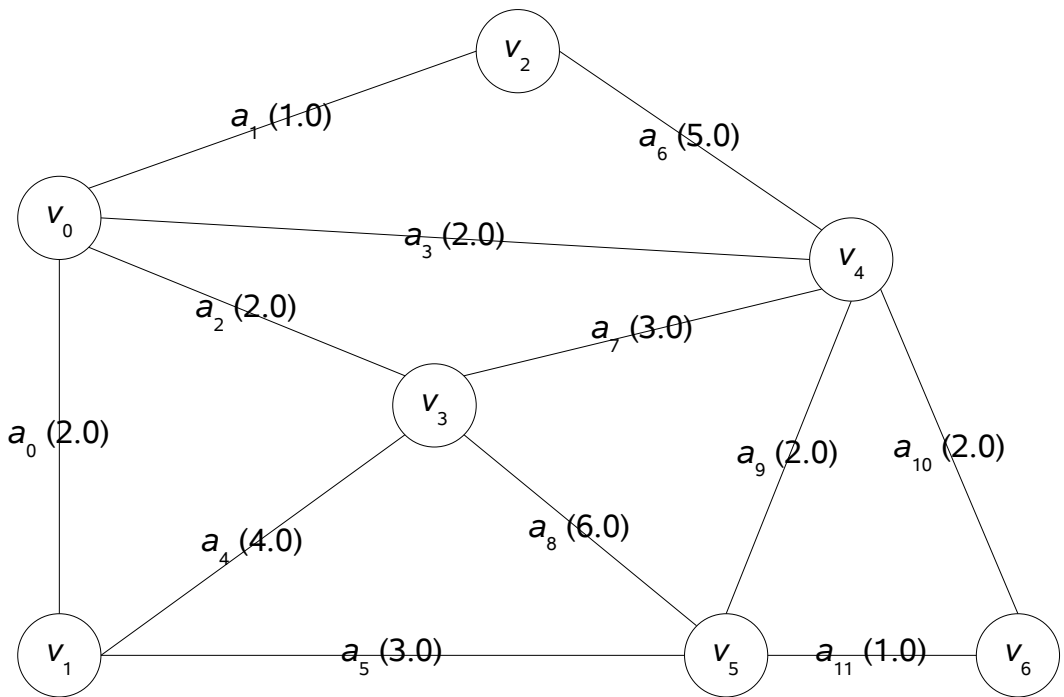 v2
a1 (1.0)
a6 (5.0)
v0
a3 (2.0)
v4
a2 (2.0)
a7 (3.0)
v3
a0 (2.0)
a9 (2.0)
a10 (2.0)
a4 (4.0)
a8 (6.0)
v1
a5 (3.0)
v5
a11 (1.0)
v6